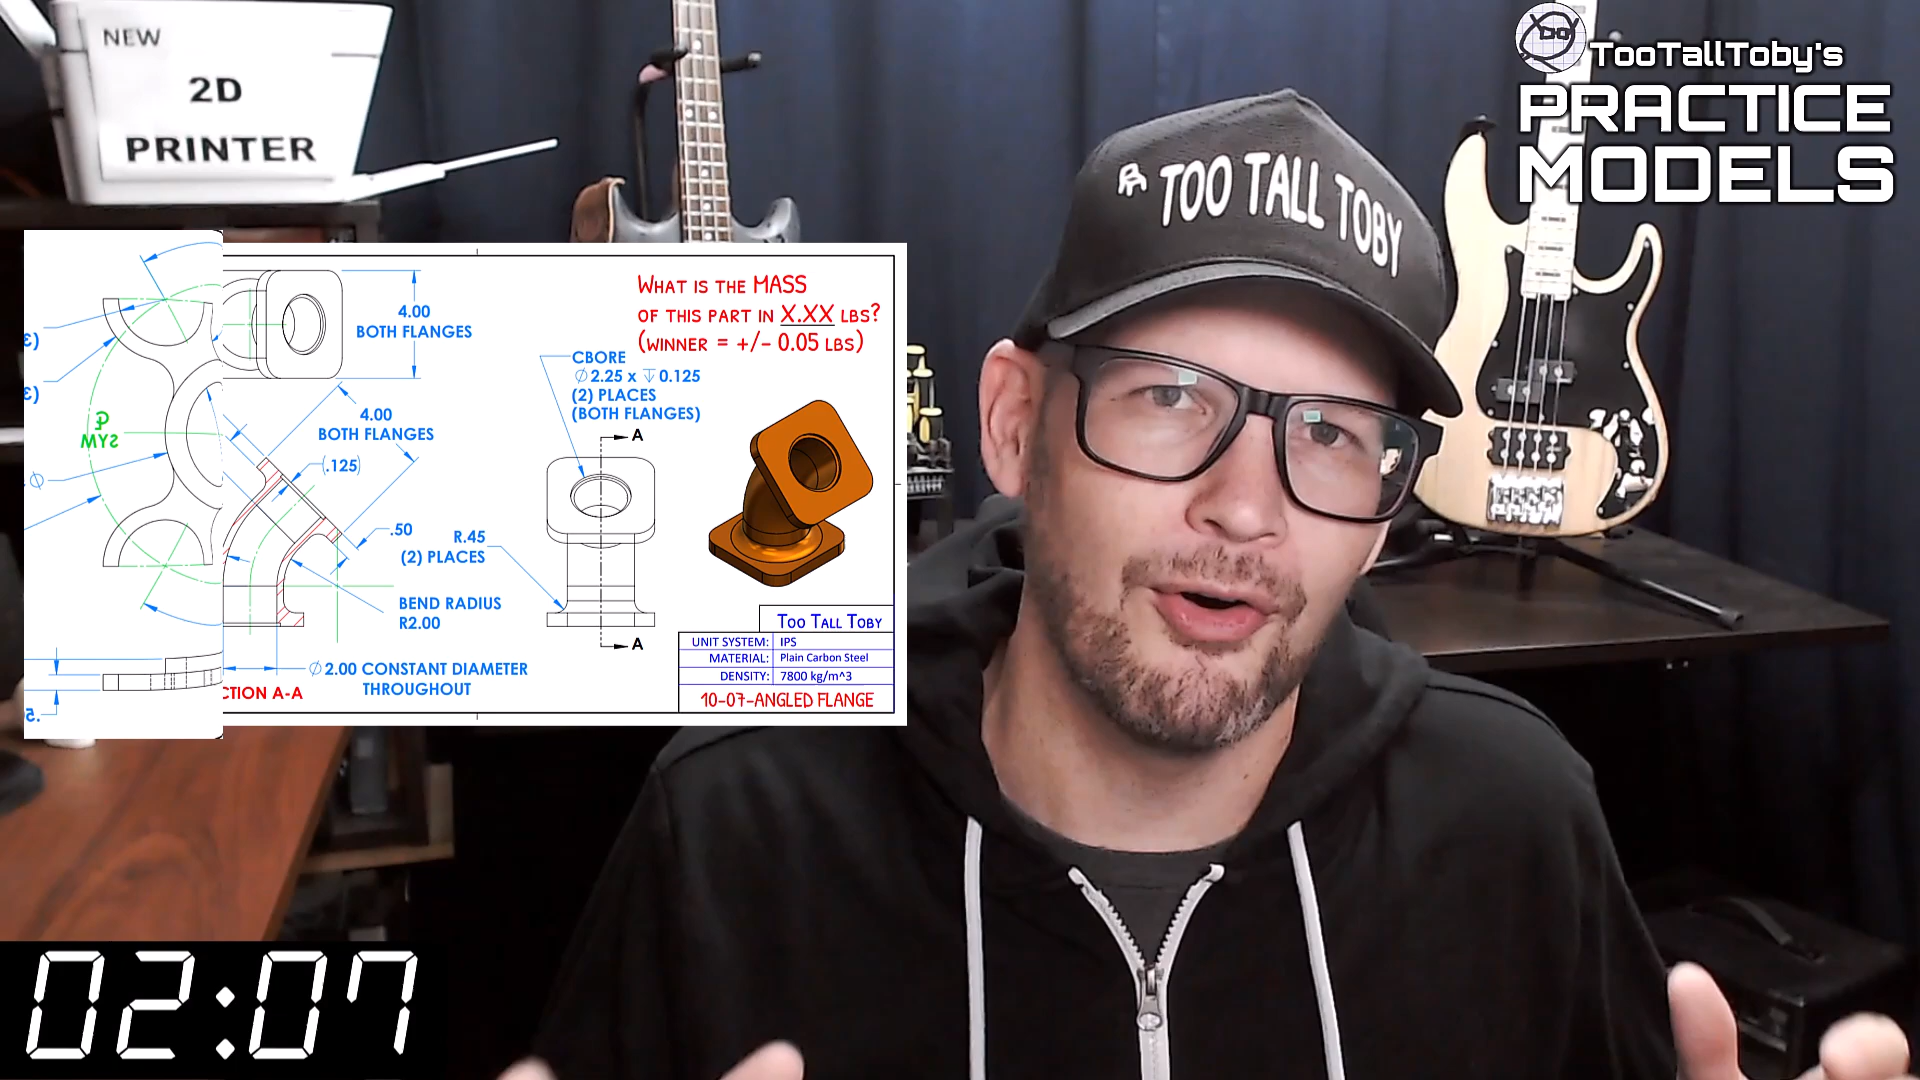 NEW
2D
PRINTER
TooTallToby's
PRACTICE
MODELS
TOO TALL TOBY
4.00
BOTH FLANGES
WHAT IS THE MASS
OF THIS PART IN X.XX LBS?
(WINNER = +/- 0.05 LBS)
CBORE
∅2.25 x ↧0.125
(2) PLACES
(BOTH FLANGES)
4.00
BOTH FLANGES
(.125)
A
.50
R.45
(2) PLACES
BEND RADIUS
R2.00
A
∅2.00 CONSTANT DIAMETER
THROUGHOUT
CTION A-A
℄
SYM
∅
TOO TALL TOBY
UNIT SYSTEM: IPS
MATERIAL: Plain Carbon Steel
DENSITY: 7800 kg/m^3
10-07-ANGLED FLANGE
02:07